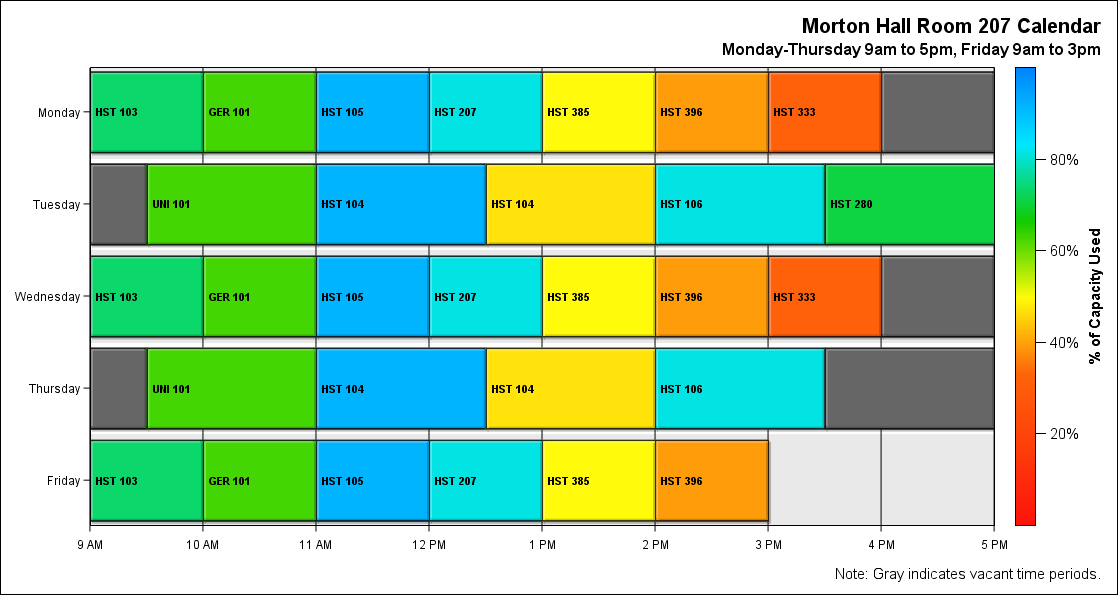 Morton Hall Room 207 Calendar
Monday-Thursday 9am to 5pm, Friday 9am to 3pm
Monday
HST 103
GER 101
HST 105
HST 207
HST 385
HST 396
HST 333
Tuesday
UNI 101
HST 104
HST 104
HST 106
HST 280
Wednesday
HST 103
GER 101
HST 105
HST 207
HST 385
HST 396
HST 333
Thursday
UNI 101
HST 104
HST 104
HST 106
Friday
HST 103
GER 101
HST 105
HST 207
HST 385
HST 396
9 AM
10 AM
11 AM
12 PM
1 PM
2 PM
3 PM
4 PM
5 PM
80%
60%
40%
20%
% of Capacity Used
Note: Gray indicates vacant time periods.